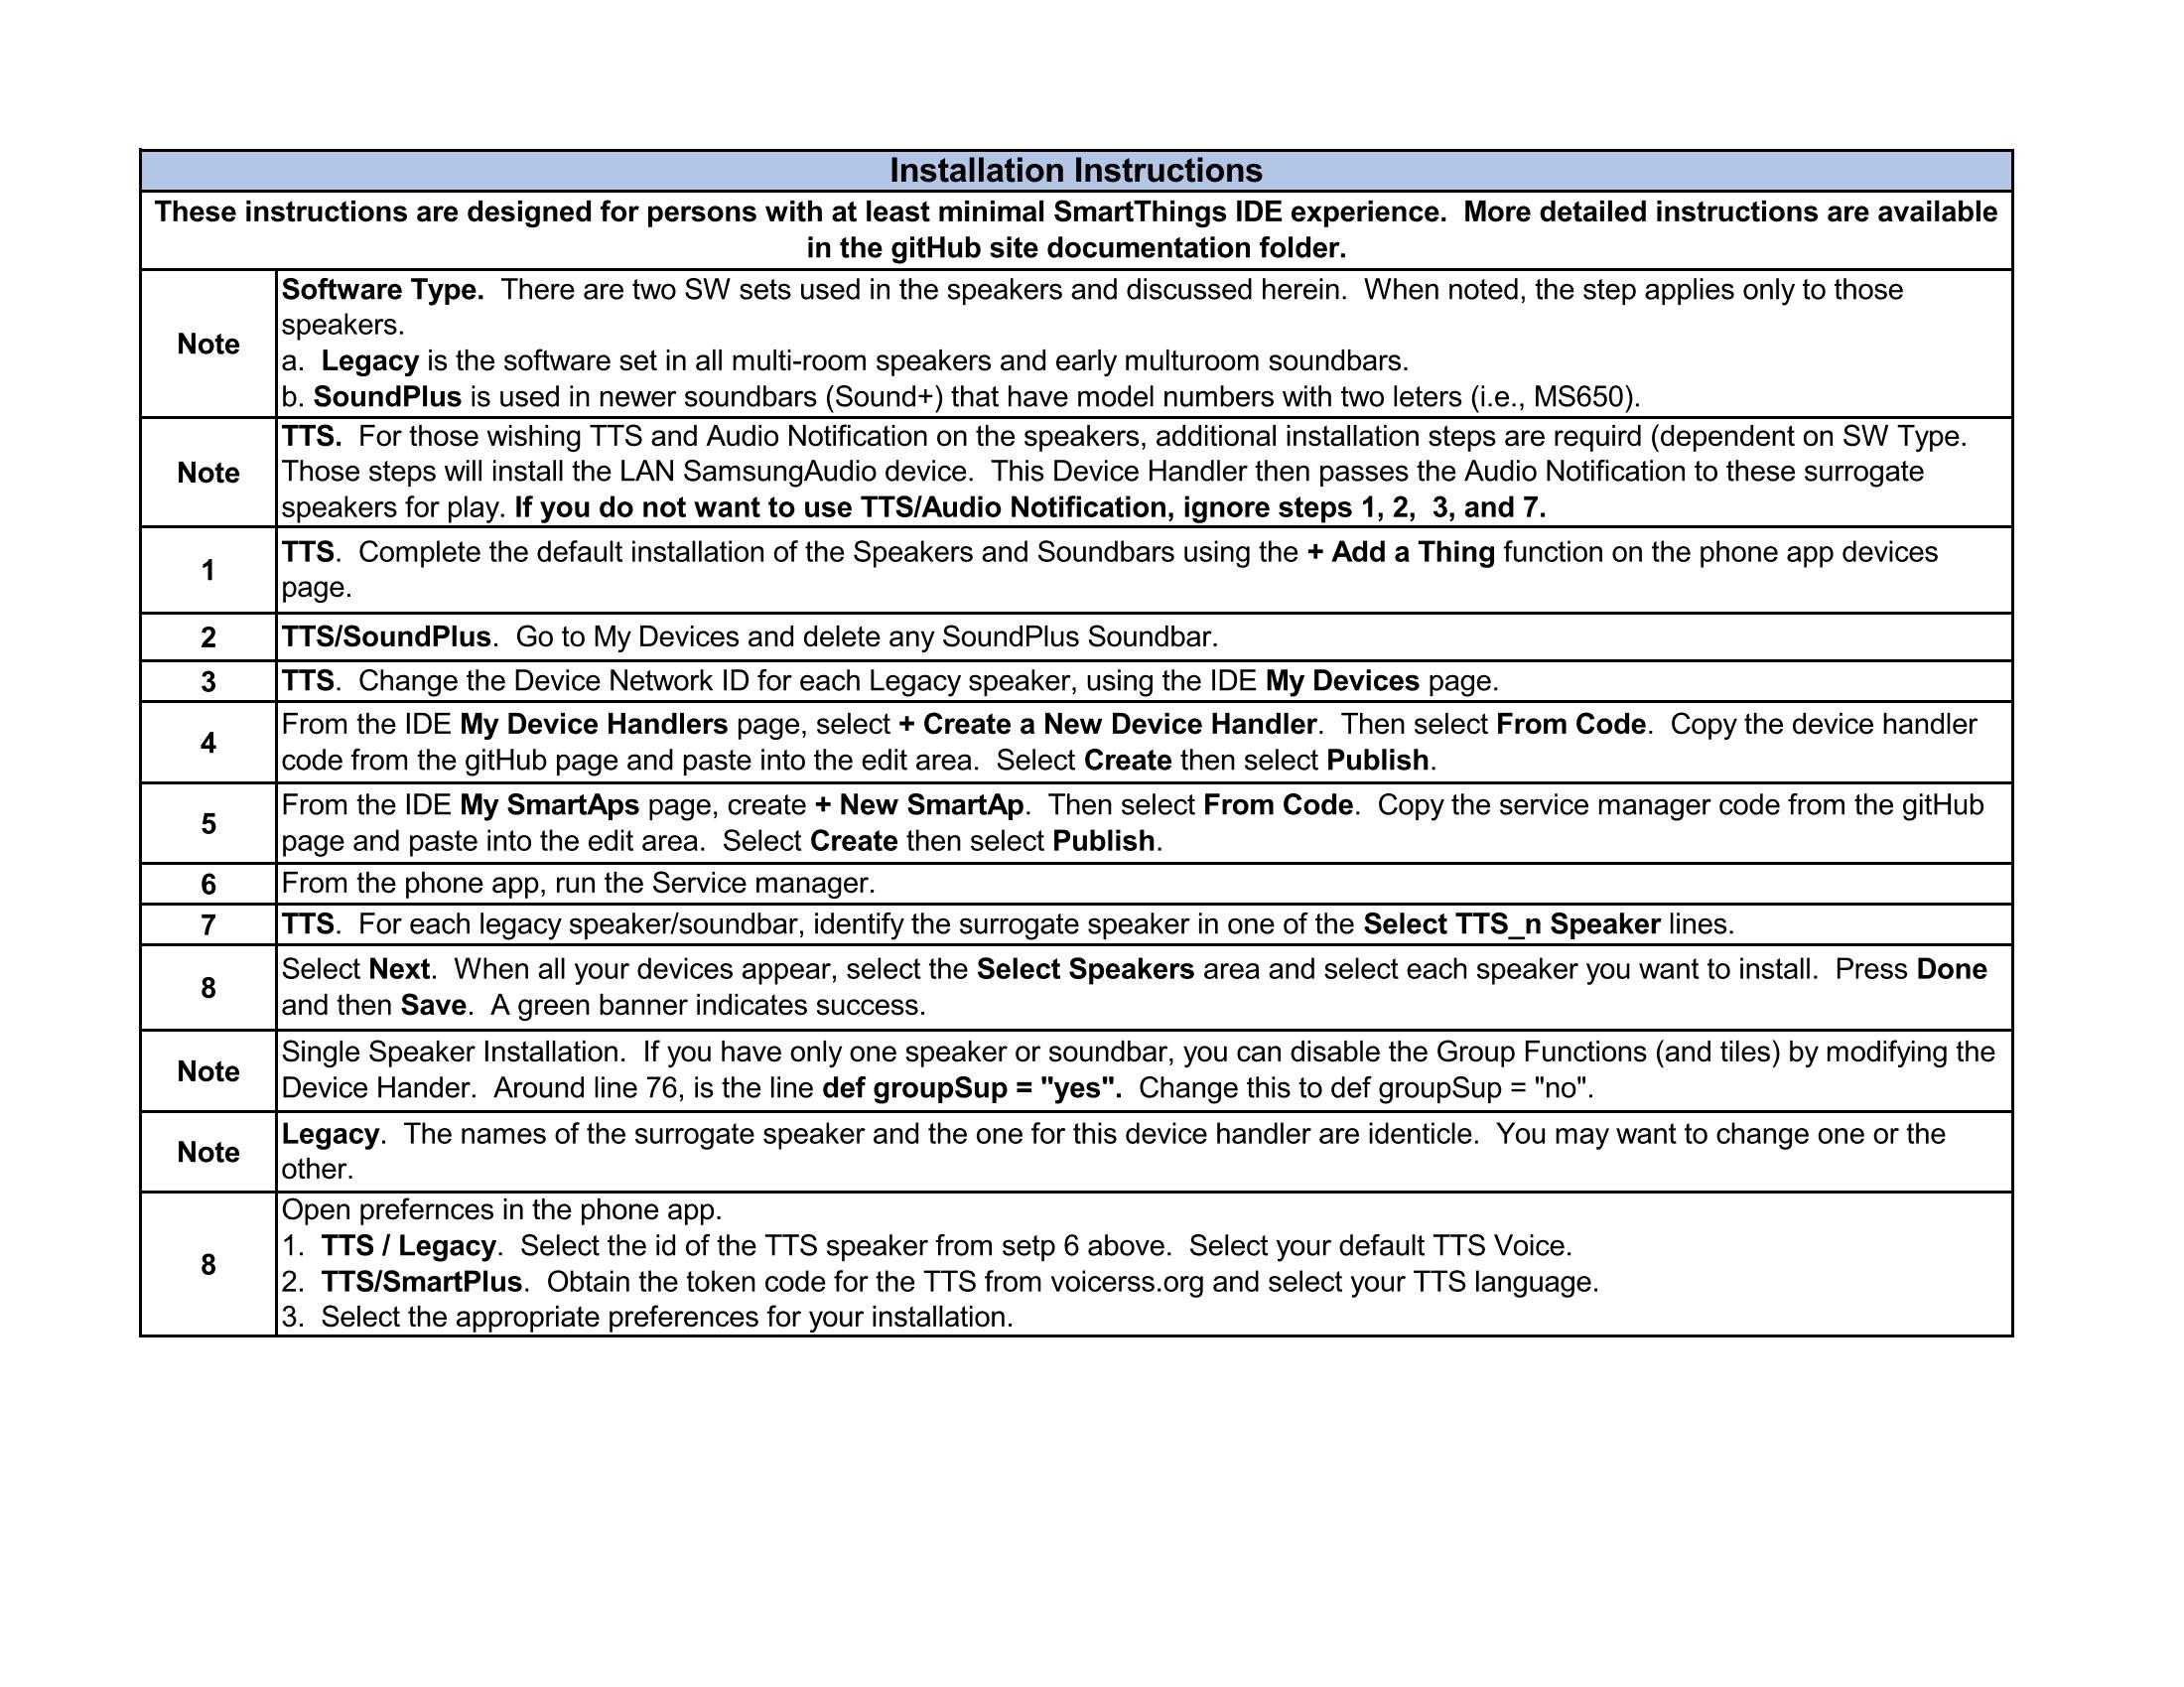 Installation Instructions
These instructions are designed for persons with at least minimal SmartThings IDE experience.  More detailed instructions are available
in the gitHub site documentation folder.
Note
Software Type.  There are two SW sets used in the speakers and discussed herein.  When noted, the step applies only to those
speakers.
a.  Legacy is the software set in all multi-room speakers and early multuroom soundbars.
b. SoundPlus is used in newer soundbars (Sound+) that have model numbers with two leters (i.e., MS650).
Note
TTS.  For those wishing TTS and Audio Notification on the speakers, additional installation steps are requird (dependent on SW Type.
Those steps will install the LAN SamsungAudio device.  This Device Handler then passes the Audio Notification to these surrogate
speakers for play. If you do not want to use TTS/Audio Notification, ignore steps 1, 2,  3, and 7.
1
TTS.  Complete the default installation of the Speakers and Soundbars using the + Add a Thing function on the phone app devices
page.
2
TTS/SoundPlus.  Go to My Devices and delete any SoundPlus Soundbar.
3
TTS.  Change the Device Network ID for each Legacy speaker, using the IDE My Devices page.
4
From the IDE My Device Handlers page, select + Create a New Device Handler.  Then select From Code.  Copy the device handler
code from the gitHub page and paste into the edit area.  Select Create then select Publish.
5
From the IDE My SmartAps page, create + New SmartAp.  Then select From Code.  Copy the service manager code from the gitHub
page and paste into the edit area.  Select Create then select Publish.
6
From the phone app, run the Service manager.
7
TTS.  For each legacy speaker/soundbar, identify the surrogate speaker in one of the Select TTS_n Speaker lines.
8
Select Next.  When all your devices appear, select the Select Speakers area and select each speaker you want to install.  Press Done
and then Save.  A green banner indicates success.
Note
Single Speaker Installation.  If you have only one speaker or soundbar, you can disable the Group Functions (and tiles) by modifying the
Device Hander.  Around line 76, is the line def groupSup = "yes".  Change this to def groupSup = "no".
Note
Legacy.  The names of the surrogate speaker and the one for this device handler are identicle.  You may want to change one or the
other.
8
Open prefernces in the phone app.
1.  TTS / Legacy.  Select the id of the TTS speaker from setp 6 above.  Select your default TTS Voice.
2.  TTS/SmartPlus.  Obtain the token code for the TTS from voicerss.org and select your TTS language.
3.  Select the appropriate preferences for your installation.